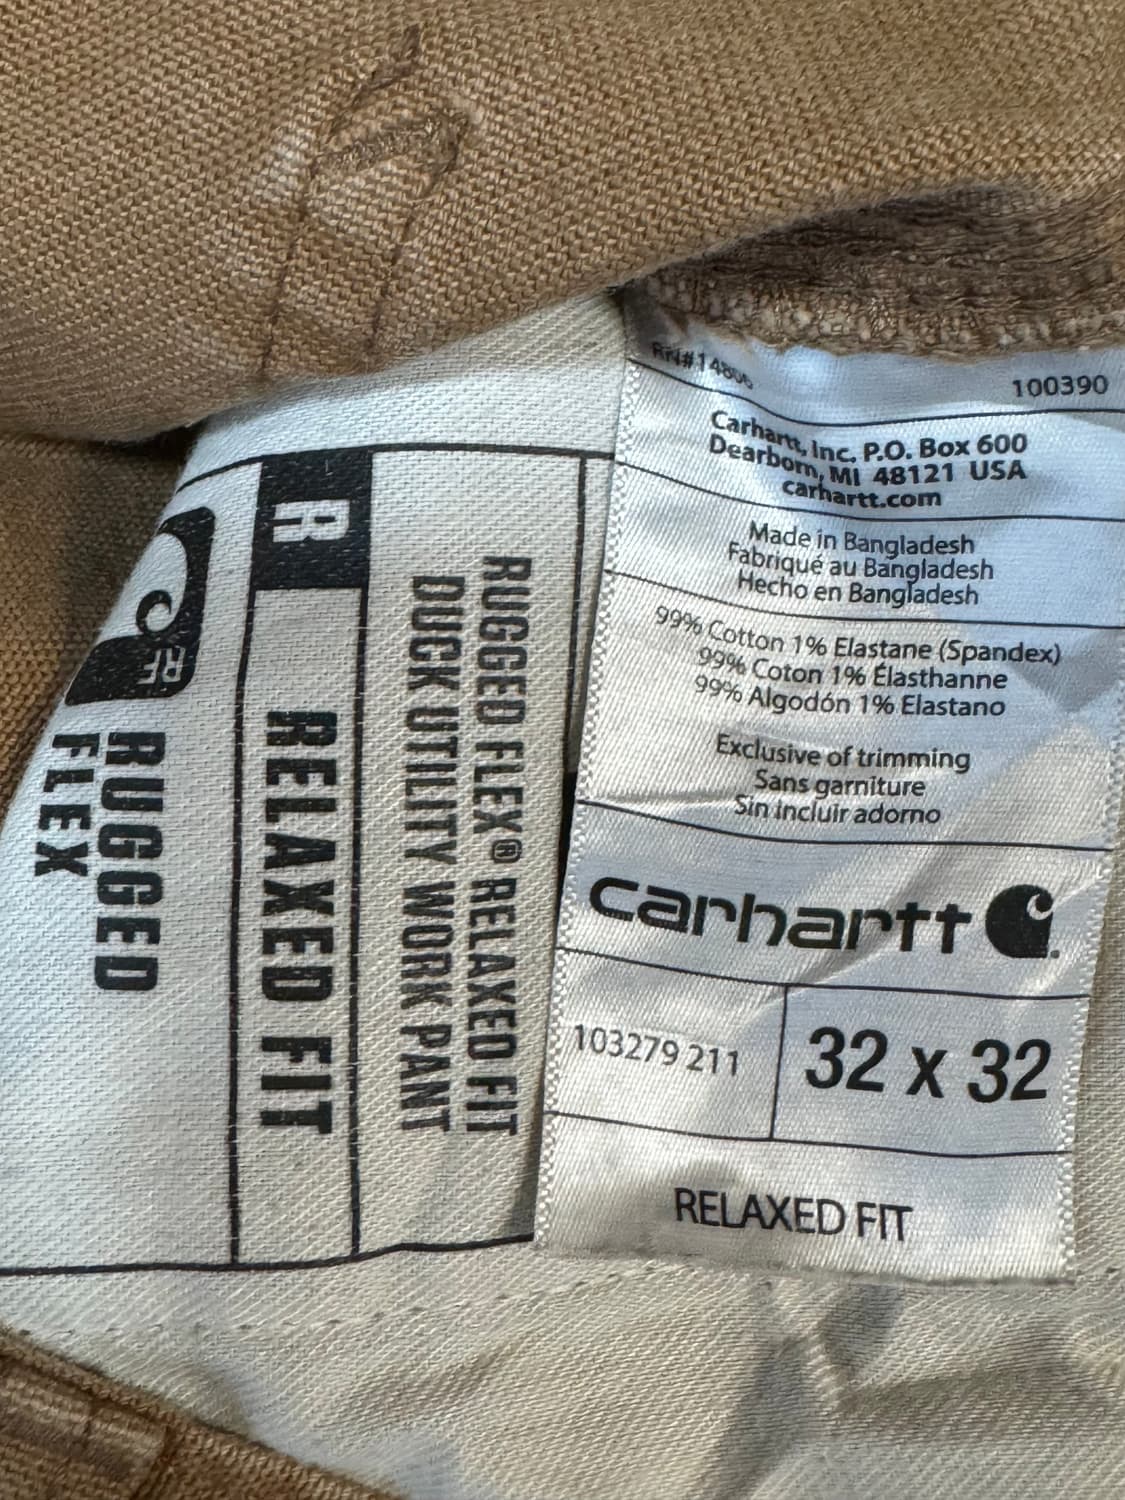 RN#14806
100390
Carhartt, Inc. P.O. Box 600
Dearborn, MI 48121 USA
carhartt.com
Made in Bangladesh
Fabriqué au Bangladesh
Hecho en Bangladesh
99% Cotton 1% Elastane (Spandex)
99% Coton 1% Élasthanne
99% Algodón 1% Elastano
Exclusive of trimming
Sans garniture
Sin incluir adorno
carhartt
103279 211
32 x 32
RELAXED FIT
RUGGED FLEX® RELAXED FIT
DUCK UTILITY WORK PANT
R
RELAXED FIT
RF
RUGGED
FLEX